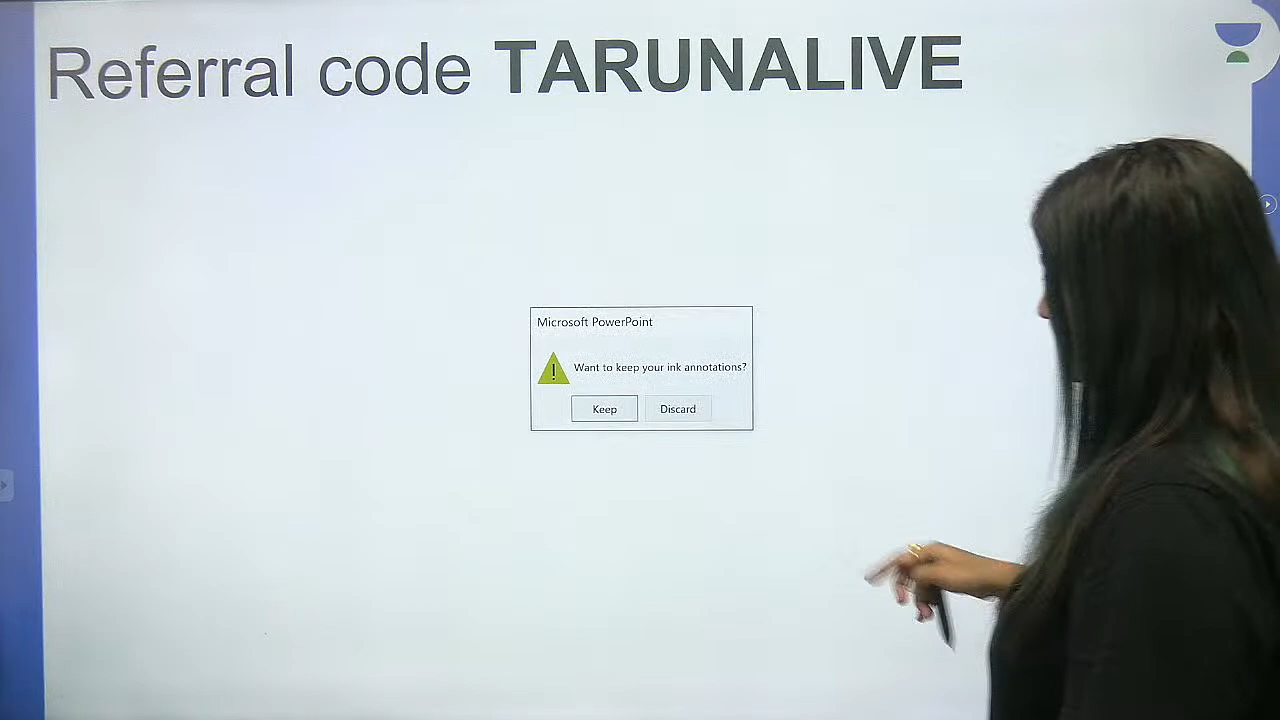 Referral code TARUNALIVE
Microsoft PowerPoint
Want to keep your ink annotations?
Keep
Discard